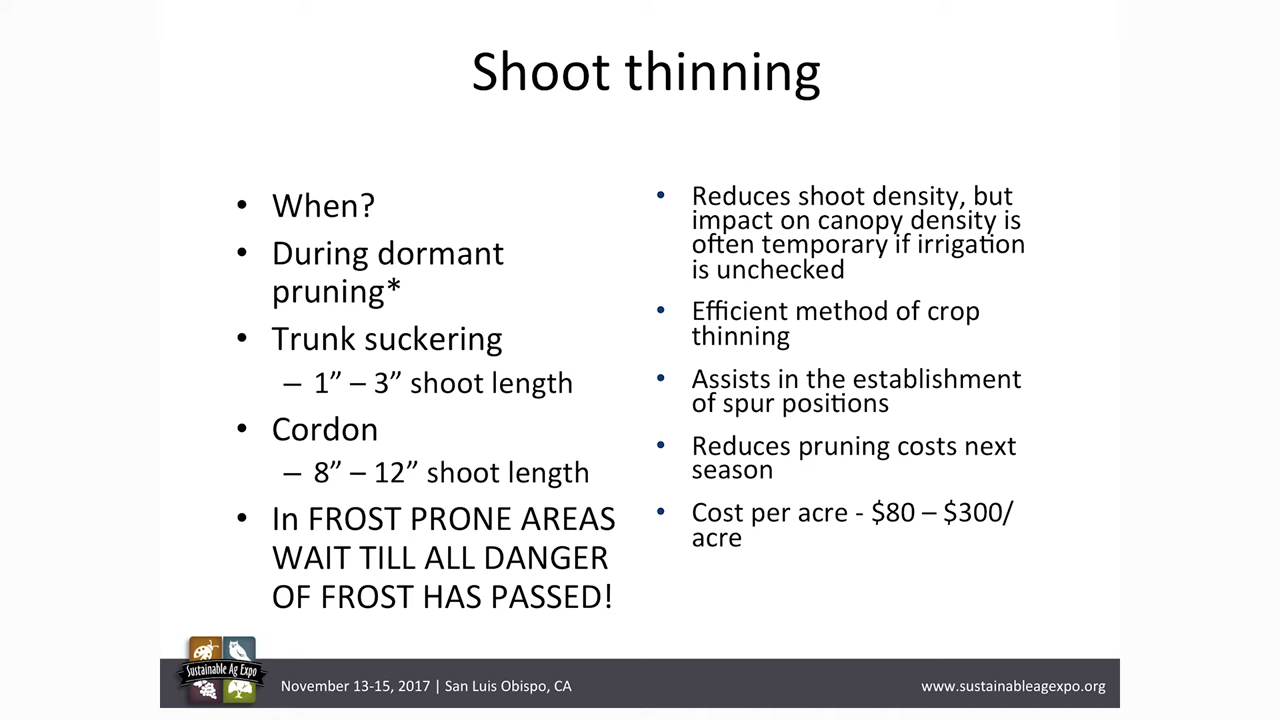 Shoot thinning
• When?
• During dormant
pruning*
• Trunk suckering
– 1” – 3” shoot length
• Cordon
– 8” – 12” shoot length
• In FROST PRONE AREAS
WAIT TILL ALL DANGER
OF FROST HAS PASSED!
• Reduces shoot density, but
impact on canopy density is
often temporary if irrigation
is unchecked
• Efficient method of crop
thinning
• Assists in the establishment
of spur positions
• Reduces pruning costs next
season
• Cost per acre - $80 – $300/
acre
Sustainable Ag Expo
November 13-15, 2017 | San Luis Obispo, CA
www.sustainableagexpo.org